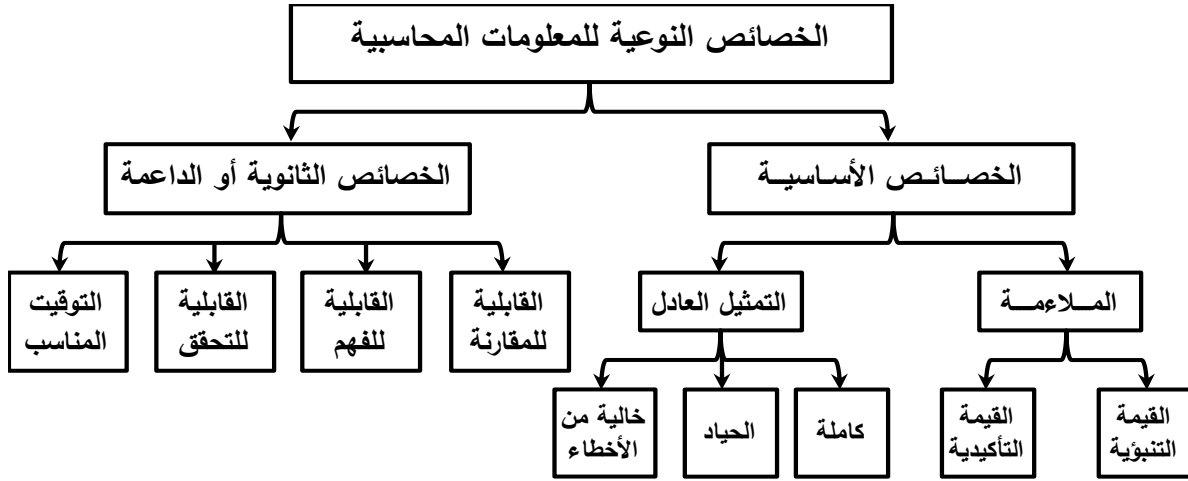 الخصائص النوعية للمعلومات المحاسبية
الخصائص الأساسية
الخصائص الثانوية أو الداعمة
الملاءمة
التمثيل العادل
القابلية
للمقارنة
القابلية
للفهم
القابلية
للتحقق
التوقيت
المناسب
القيمة
التنبؤية
القيمة
التأكيدية
كاملة
الحياد
خالية من
الأخطاء